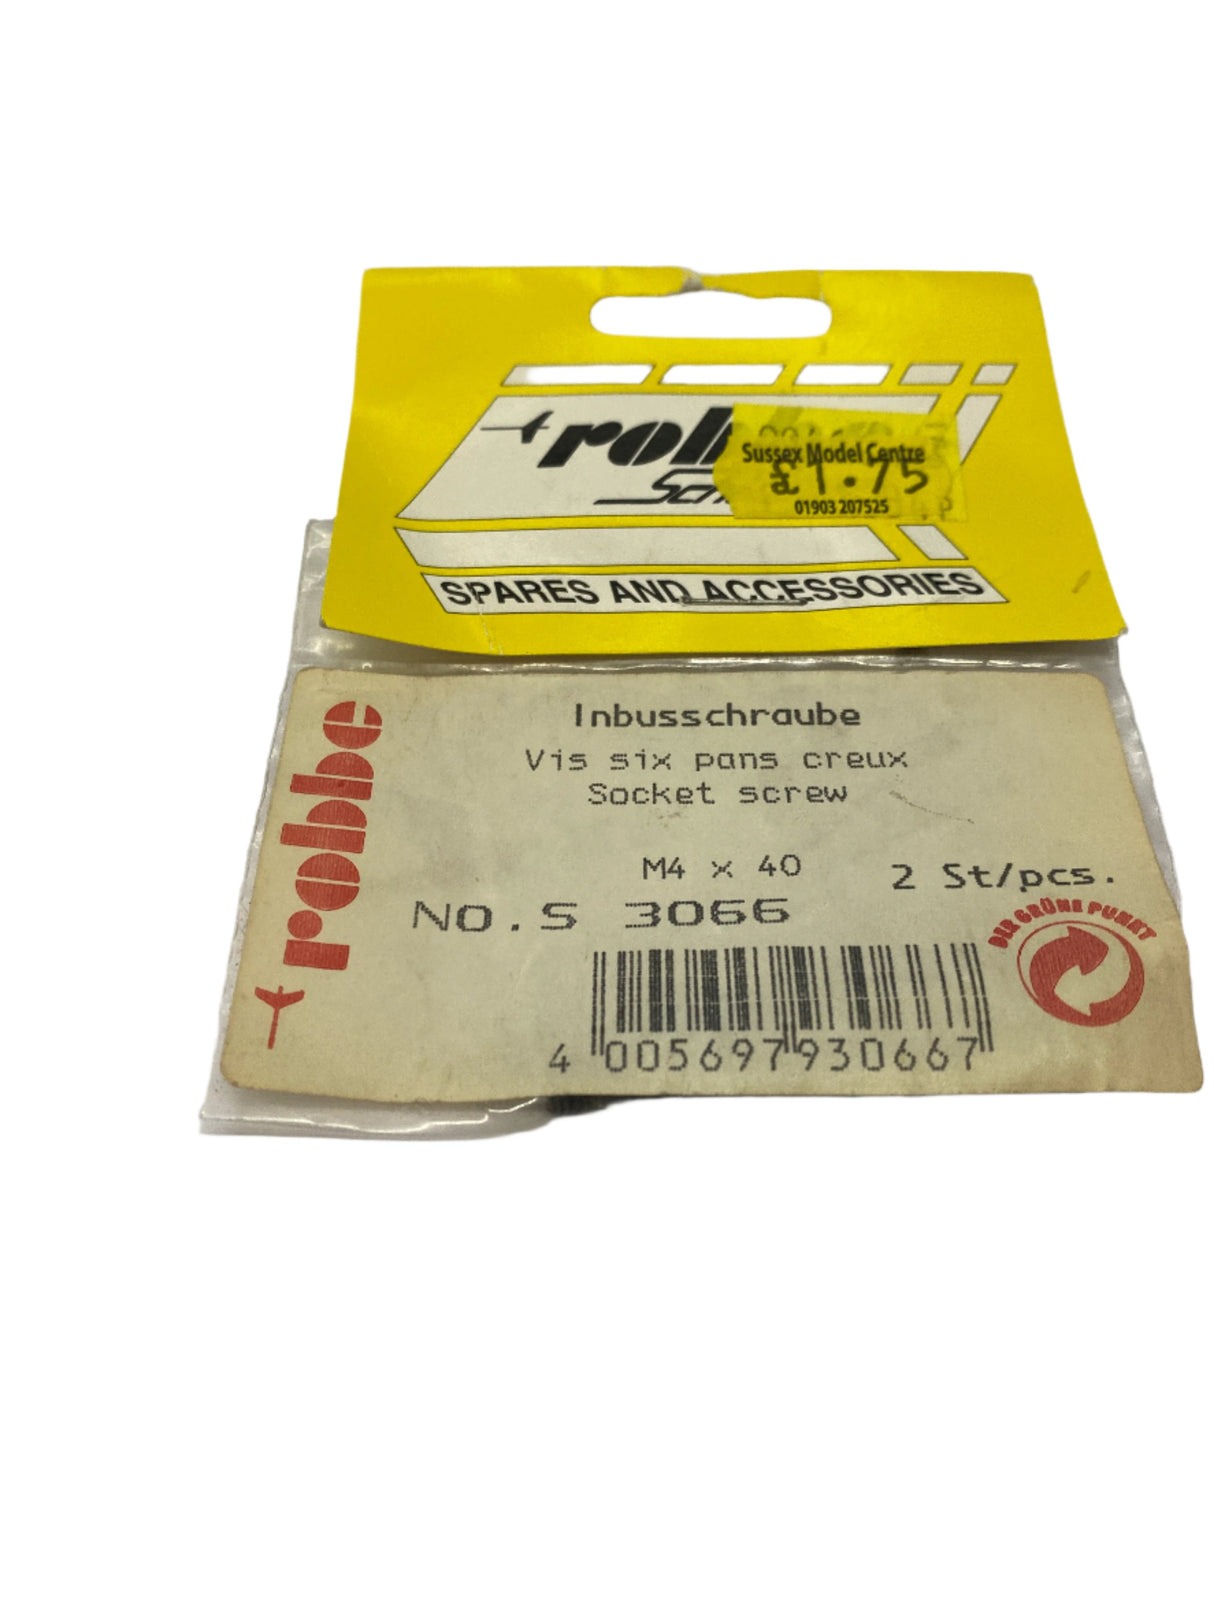 Sussex Model Centre
£1.75
01903 207525
SPARES AND ACCESSORIES
robbe
Inbusschraube
Vis six pans creux
Socket screw
M4 x 40
2 St/pcs.
NO.S 3066
DER GRÜNE PUNKT
4 005697 930667